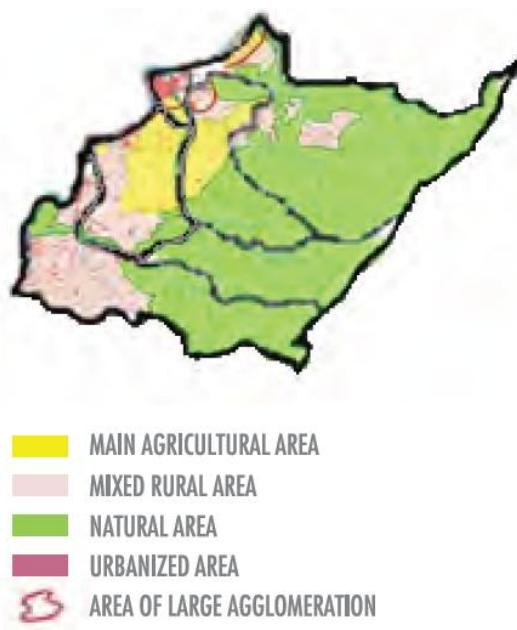 MAIN AGRICULTURAL AREA
MIXED RURAL AREA
NATURAL AREA
URBANIZED AREA
AREA OF LARGE AGGLOMERATION